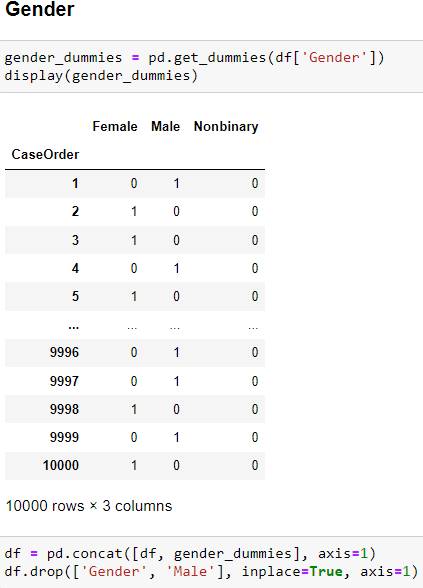 Gender
gender_dummies = pd.get_dummies(df['Gender'])
display(gender_dummies)
Female Male Nonbinary
CaseOrder
1 0 1 0
2 1 0 0
3 1 0 0
4 0 1 0
5 1 0 0
... ... ... ...
9996 0 1 0
9997 0 1 0
9998 1 0 0
9999 0 1 0
10000 1 0 0
10000 rows × 3 columns
df = pd.concat([df, gender_dummies], axis=1)
df.drop(['Gender', 'Male'], inplace=True, axis=1)